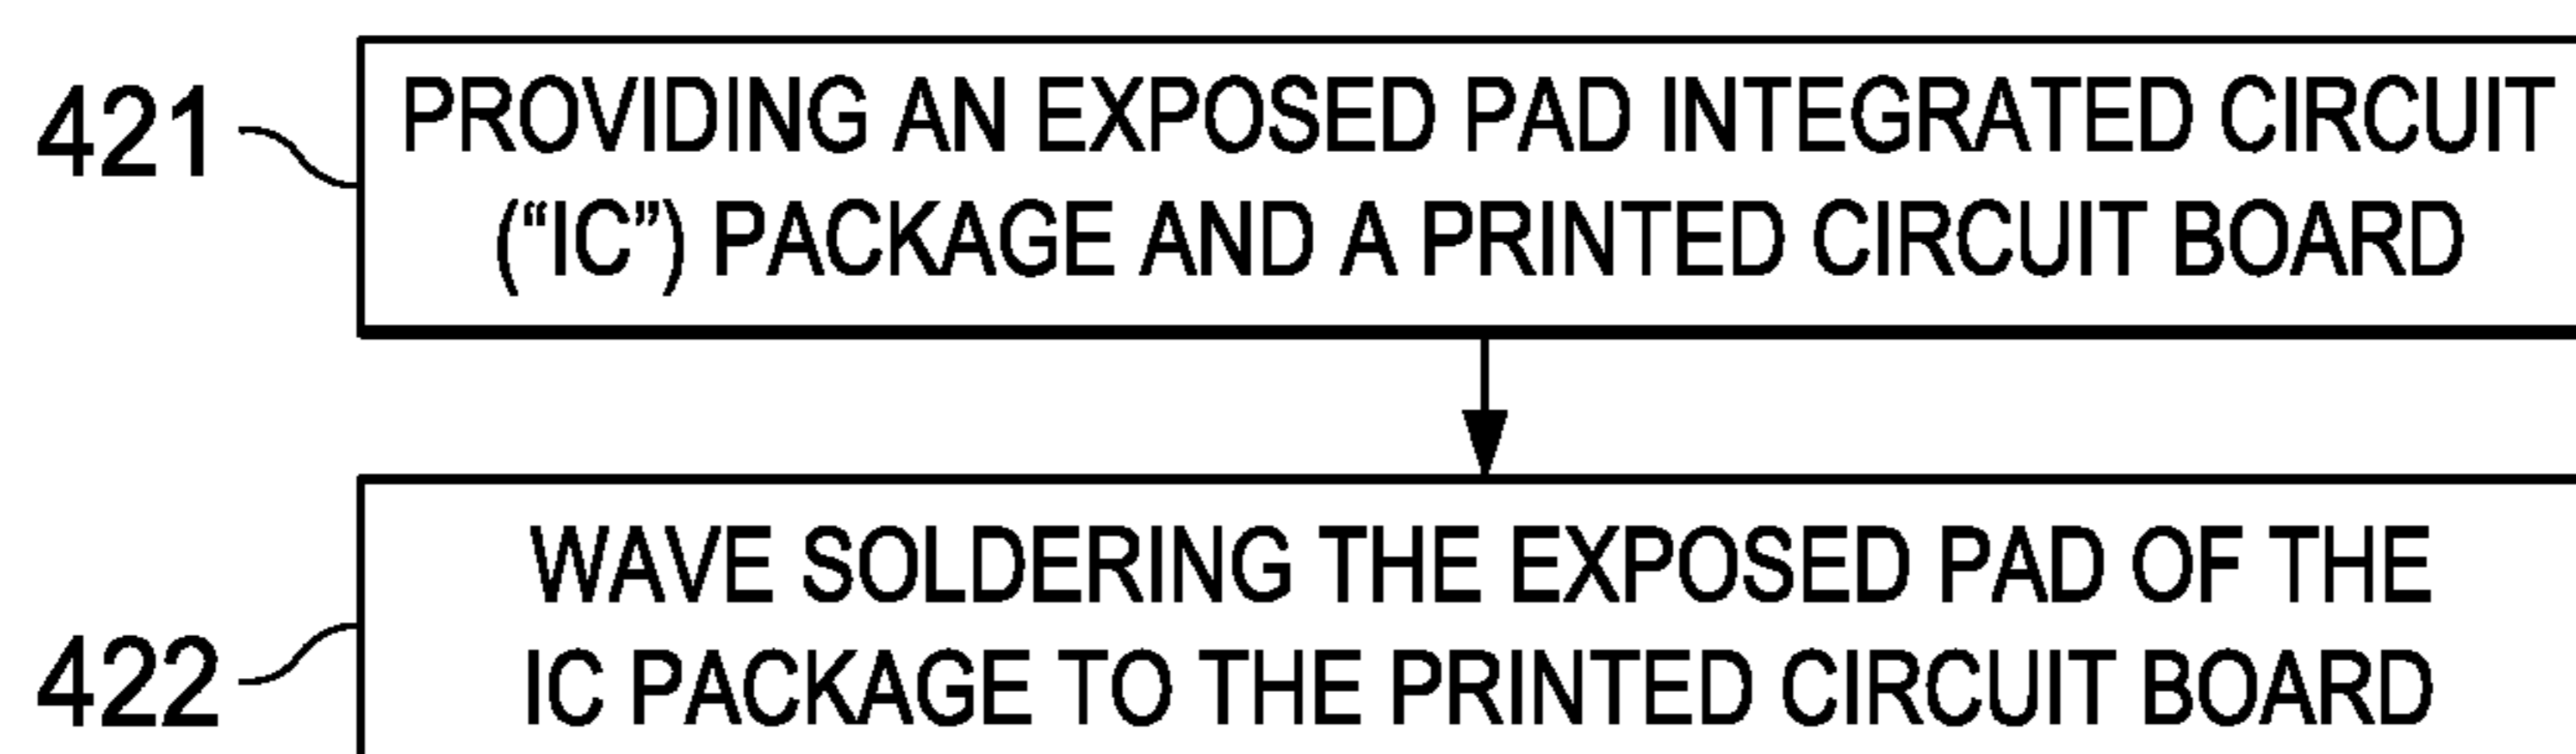 421
PROVIDING AN EXPOSED PAD INTEGRATED CIRCUIT
(“IC”) PACKAGE AND A PRINTED CIRCUIT BOARD
422
WAVE SOLDERING THE EXPOSED PAD OF THE
IC PACKAGE TO THE PRINTED CIRCUIT BOARD